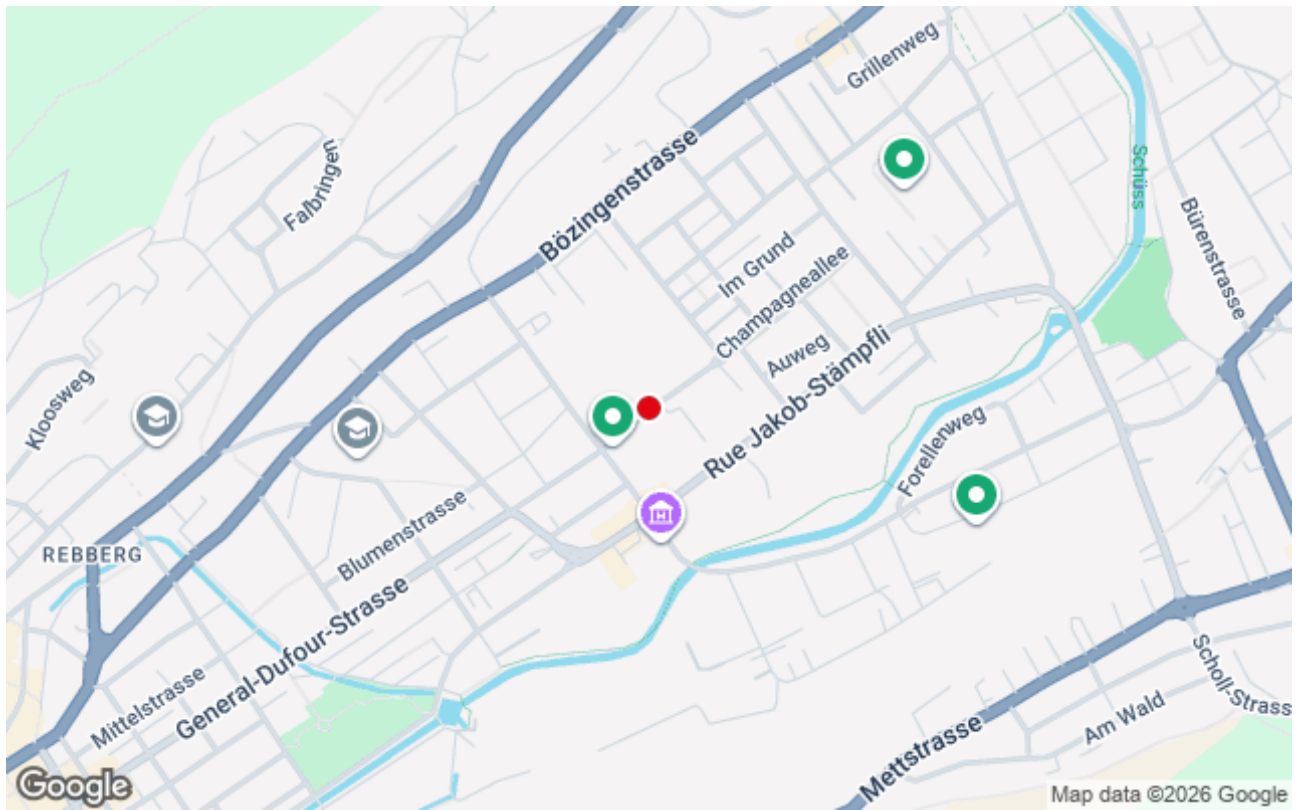 Grillenweg
Falbringen
Bözingenstrasse
Schüss
Bürenstrasse
Im Grund
Champagneallee
Auweg
Kloosweg
Rue Jakob-Stämpfli
Forellenweg
Blumenstrasse
REBBERG
General-Dufour-Strasse
Mittelstrasse
Scholl-Strass
Am Wald
Mettstrasse
H
Google
Map data ©2026 Google